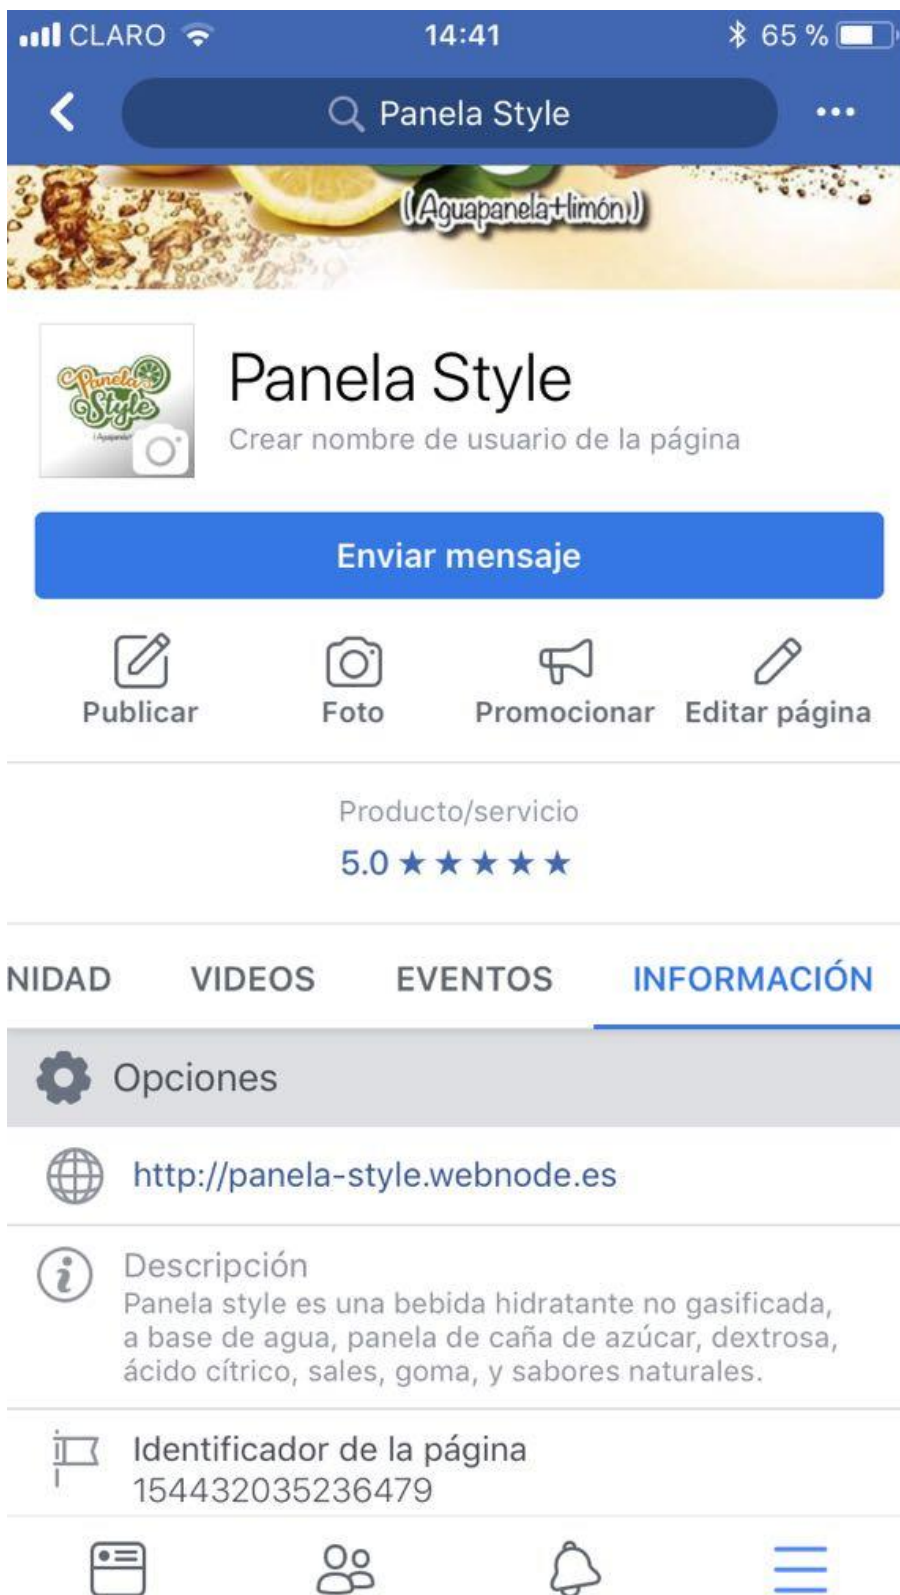 CLARO 14:41 65 %
Panela Style
(Aguapanela+limón)
Panela
Style
Panela Style
Crear nombre de usuario de la página
Enviar mensaje
Publicar Foto Promocionar Editar página
Producto/servicio
5.0 ★★★★★
NIDAD VIDEOS EVENTOS INFORMACIÓN
Opciones
http://panela-style.webnode.es
Descripción
Panela style es una bebida hidratante no gasificada,
a base de agua, panela de caña de azúcar, dextrosa,
ácido cítrico, sales, goma, y sabores naturales.
Identificador de la página
154432035236479